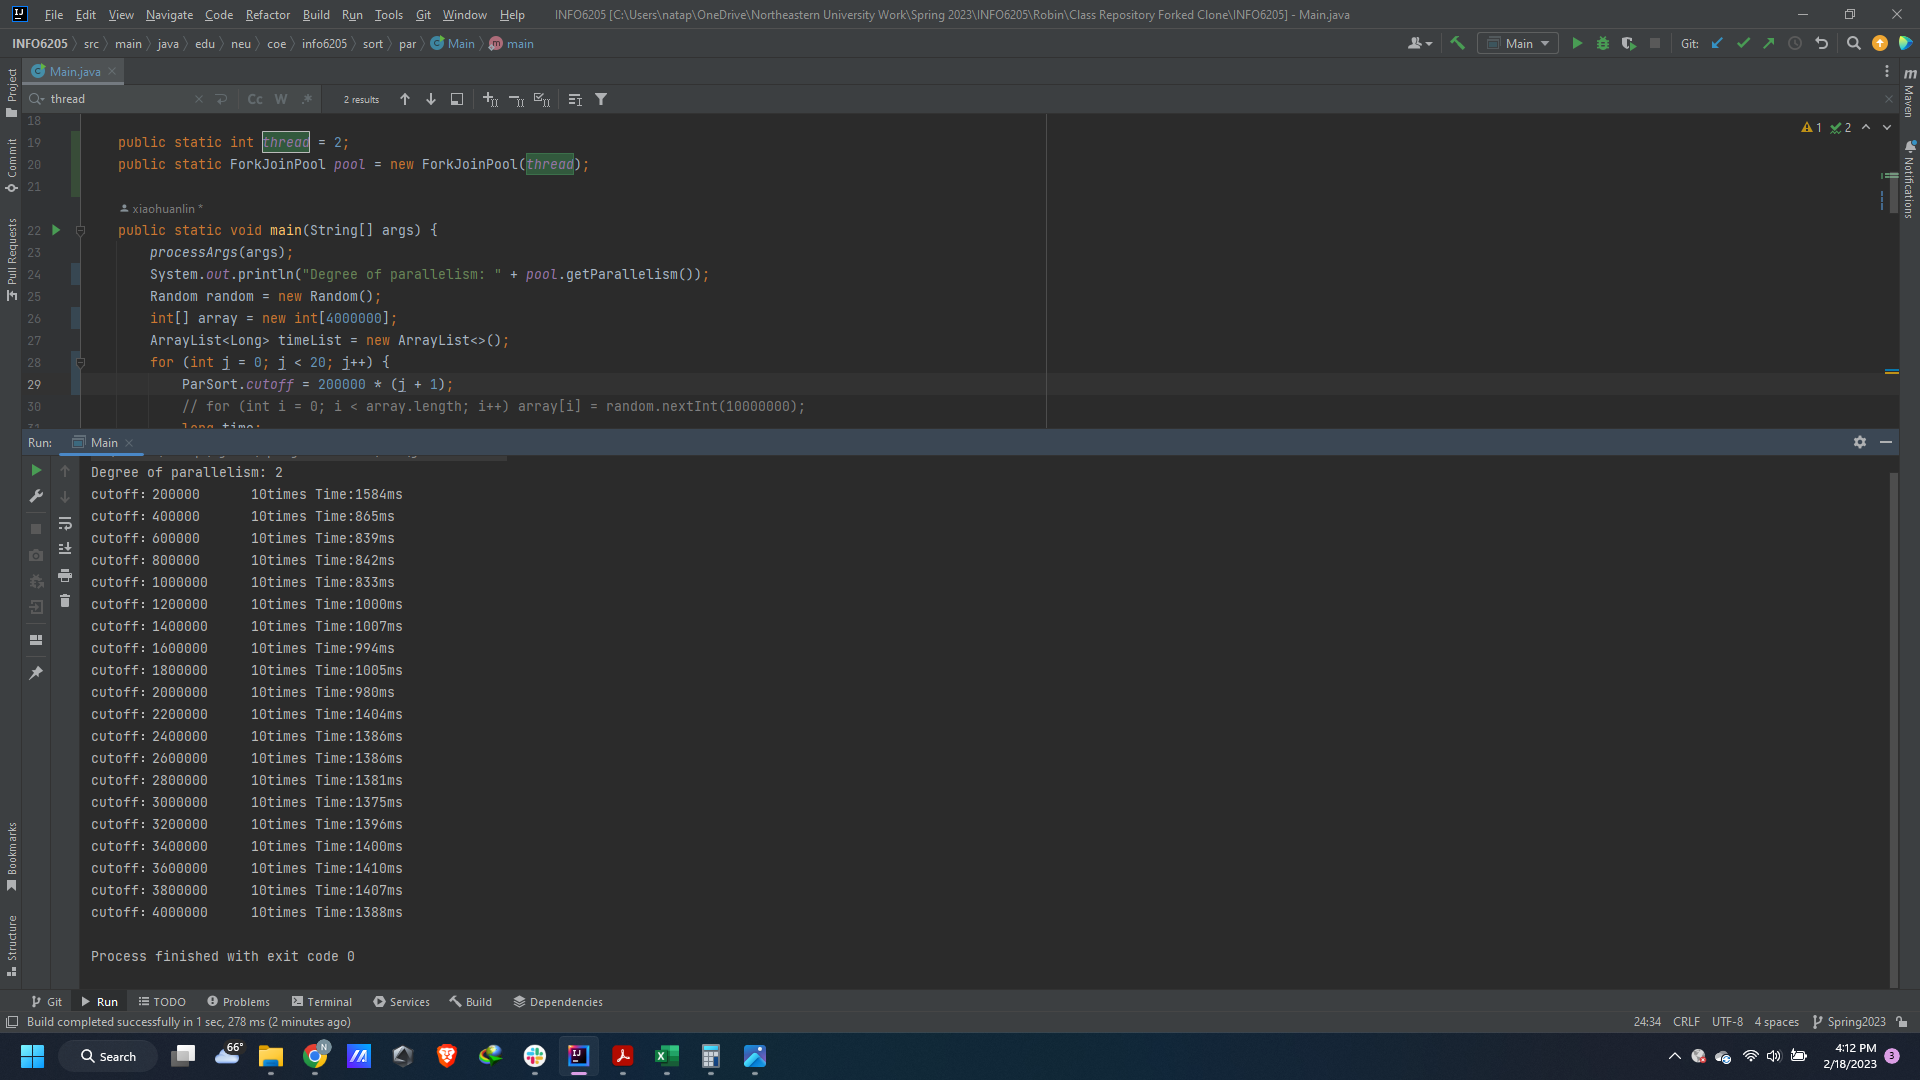 File Edit View Navigate Code Refactor Build Run Tools Git Window Help INFO6205 [C:\Users\natap\OneDrive\Northeastern University Work\Spring 2023\INFO6205\Robin\Class Repository Forked Clone\INFO6205] - Main.java
INFO6205 src main java edu neu coe info6205 sort par Main main Main Git:
Main.java
thread Cc W .* 2 results
18
19 public static int thread = 2; 1 2
20 public static ForkJoinPool pool = new ForkJoinPool(thread);
21
xiaohuanlin *
22 public static void main(String[] args) {
23 processArgs(args);
24 System.out.println("Degree of parallelism: " + pool.getParallelism());
25 Random random = new Random();
26 int[] array = new int[4000000];
27 ArrayList<Long> timeList = new ArrayList<>();
28 for (int j = 0; j < 20; j++) {
29 ParSort.cutoff = 200000 * (j + 1);
30 // for (int i = 0; i < array.length; i++) array[i] = random.nextInt(10000000);
31 long time;
Run: Main
Degree of parallelism: 2
cutoff: 200000 10times Time:1584ms
cutoff: 400000 10times Time:865ms
cutoff: 600000 10times Time:839ms
cutoff: 800000 10times Time:842ms
cutoff: 1000000 10times Time:833ms
cutoff: 1200000 10times Time:1000ms
cutoff: 1400000 10times Time:1007ms
cutoff: 1600000 10times Time:994ms
cutoff: 1800000 10times Time:1005ms
cutoff: 2000000 10times Time:980ms
cutoff: 2200000 10times Time:1404ms
cutoff: 2400000 10times Time:1386ms
cutoff: 2600000 10times Time:1386ms
cutoff: 2800000 10times Time:1381ms
cutoff: 3000000 10times Time:1375ms
cutoff: 3200000 10times Time:1396ms
cutoff: 3400000 10times Time:1400ms
cutoff: 3600000 10times Time:1410ms
cutoff: 3800000 10times Time:1407ms
cutoff: 4000000 10times Time:1388ms
Process finished with exit code 0
Project
Commit
Pull Requests
Bookmarks
Structure
Maven
Notifications
Git Run TODO Problems Terminal Services Build Dependencies
Build completed successfully in 1 sec, 278 ms (2 minutes ago) 24:34 CRLF UTF-8 4 spaces Spring2023
Search 66° N 4:12 PM
2/18/2023 3